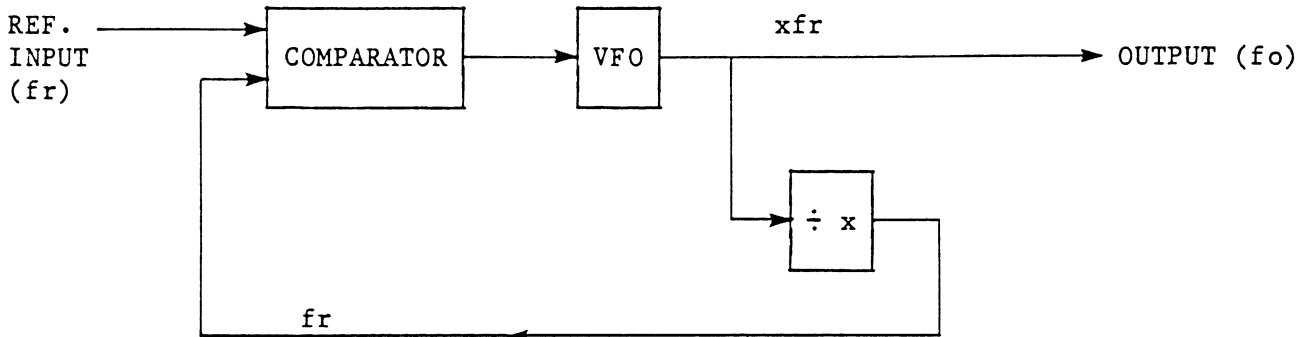 REF.
INPUT
(fr)
COMPARATOR
VFO
xfr
OUTPUT (fo)
÷ x
fr